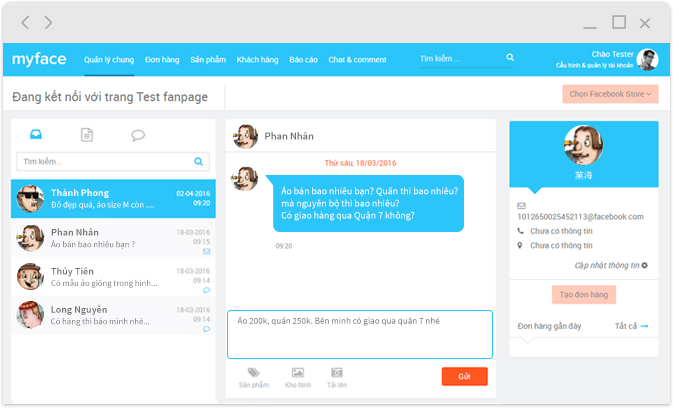 myface
Quản lý chung
Đơn hàng
Sản phẩm
Khách hàng
Báo cáo
Chat & comment
Tìm kiếm ...
Chào Tester
Cấu hình & quản lý tài khoản
Đang kết nối với trang Test fanpage
Chọn Facebook Store
Tìm kiếm...
Thành Phong
02-04-2016
Đồ đẹp quá, áo size M còn ....
09:20
Phan Nhân
18-03-2016
Áo bán bao nhiêu bạn ?
09:15
Thủy Tiên
18-03-2016
Có mẫu áo giống trong hình...
09:14
Long Nguyễn
18-03-2016
Có hàng thì báo mình nhé...
09:14
Phan Nhân
Thứ sáu, 18/03/2016
Áo bán bao nhiêu bạn? Quần thì bao nhiêu?
mà nguyên bộ thì bao nhiêu?
Có giao hàng qua Quận 7 không?
09:20
Áo 200k, quần 250k. Bên mình có giao qua quận 7 nhé
Sản phẩm
Kho hình
Tải lên
Gửi
1012650025452113@facebook.com
Chưa có thông tin
Chưa có thông tin
Cập nhật thông tin
Tạo đơn hàng
Đơn hàng gần đây
Tất cả